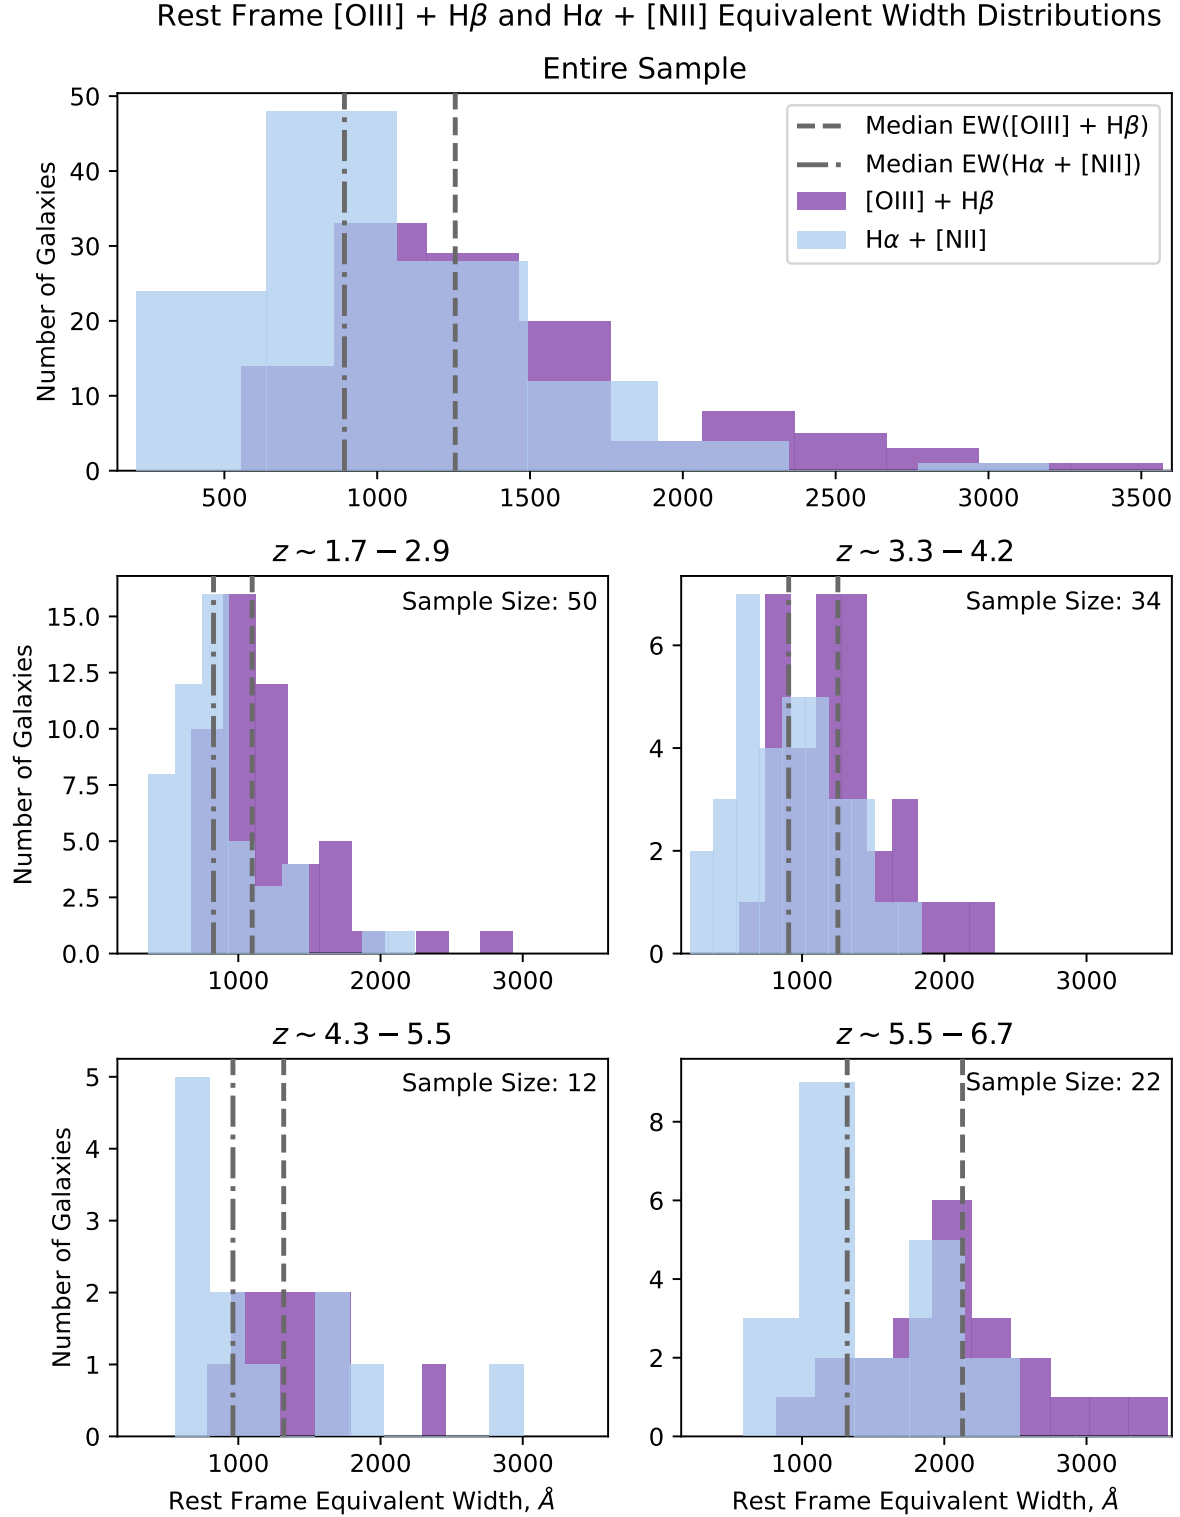 Rest Frame [OIII] + Hβ and Hα + [NII] Equivalent Width Distributions
Entire Sample
50
40
30
20
10
0
Number of Galaxies
Median EW([OIII] + Hβ)
Median EW(Hα + [NII])
[OIII] + Hβ
Hα + [NII]
500 1000 1500 2000 2500 3000 3500
z ~ 1.7 − 2.9
Sample Size: 50
15.0
12.5
10.0
7.5
5.0
2.5
0.0
Number of Galaxies
1000 2000 3000
z ~ 3.3 − 4.2
Sample Size: 34
6
4
2
0
1000 2000 3000
z ~ 4.3 − 5.5
Sample Size: 12
5
4
3
2
1
0
Number of Galaxies
1000 2000 3000
Rest Frame Equivalent Width, Å
z ~ 5.5 − 6.7
Sample Size: 22
8
6
4
2
0
1000 2000 3000
Rest Frame Equivalent Width, Å